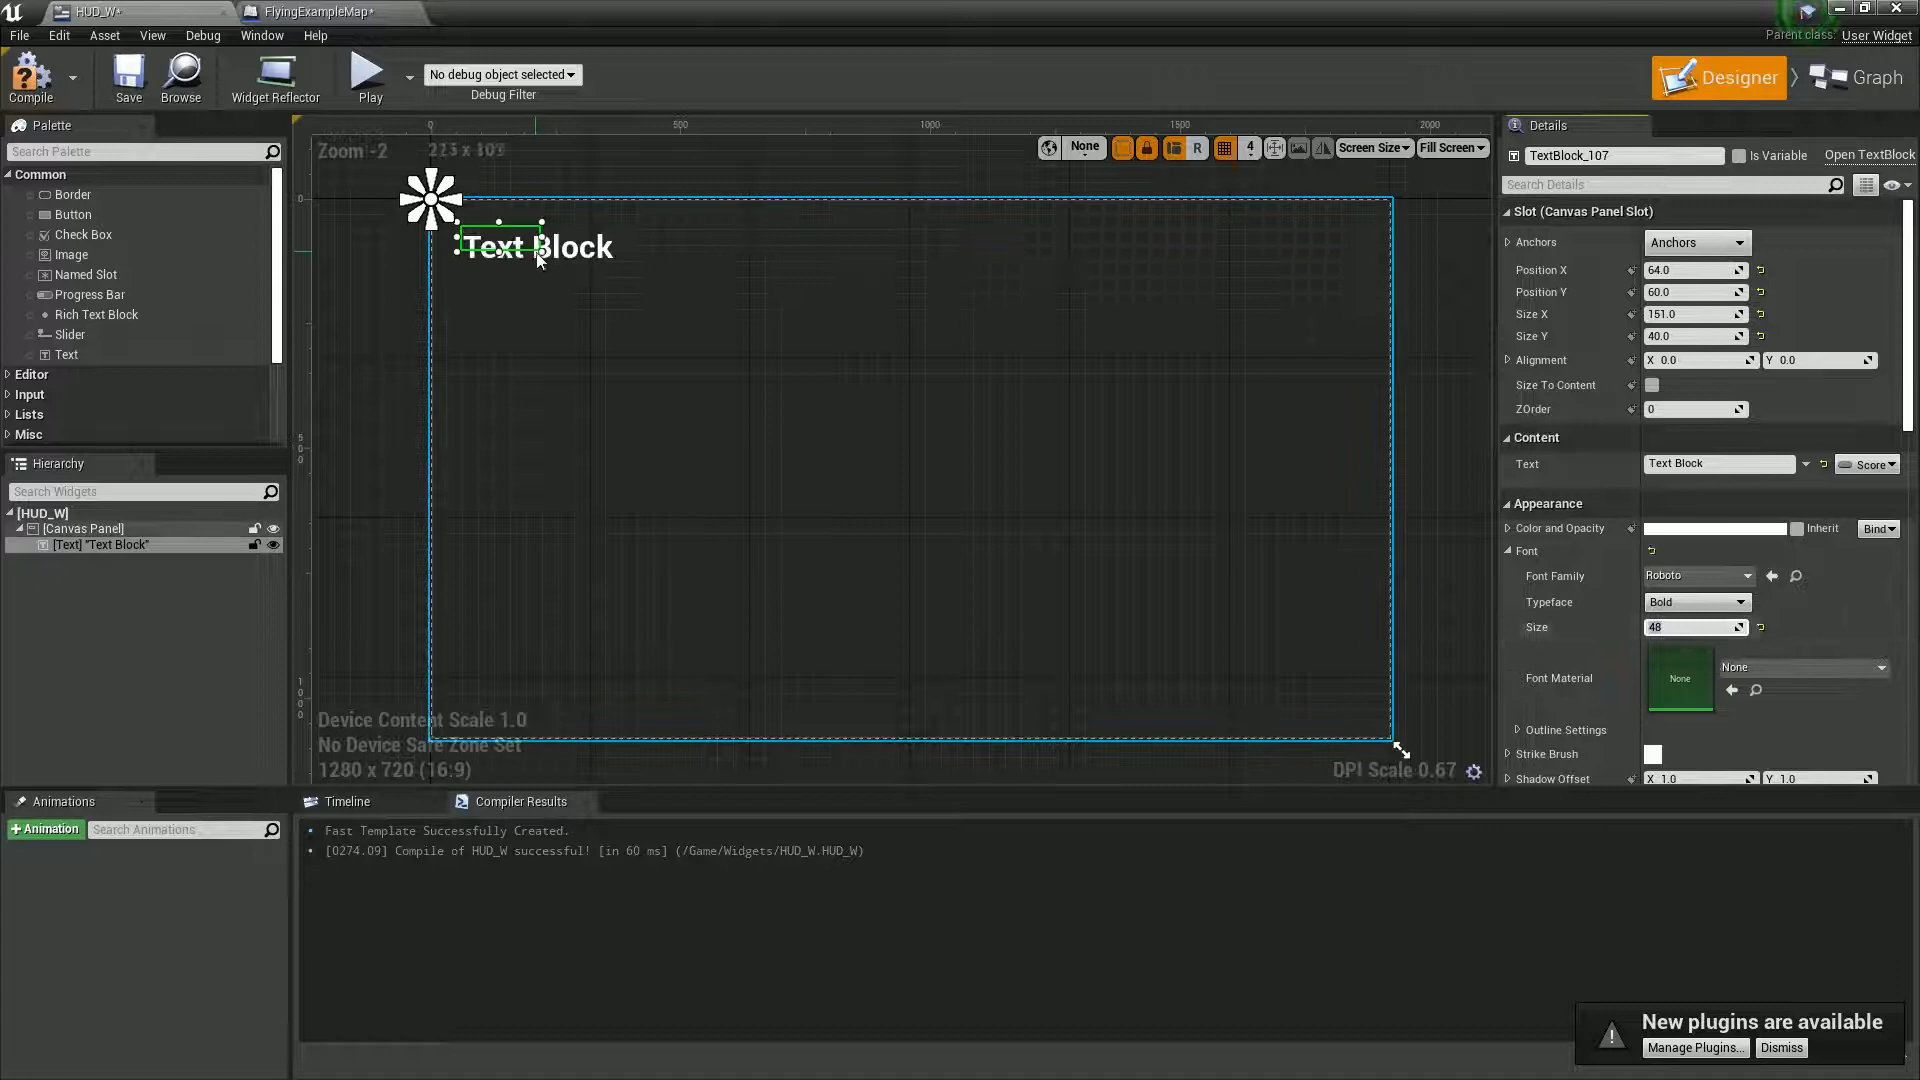 HUD_W*
FlyingExampleMap*
File Edit Asset View Window Debug Help
Parent class: User Widget
Compile
Save
Browse
Widget Reflector
Play
No debug object selected
Debug Filter
Designer
Graph
Palette
Search Palette
Common
Border
Button
Check Box
Image
Named Slot
Progress Bar
Rich Text Block
Slider
Text
Editor
Input
Lists
Misc
Hierarchy
Search Widgets
[HUD_W]
[Canvas Panel]
[Text] "Text Block"
Animations
+Animation
Search Animations
0 500 1000 1500 2000
Zoom -2
None
R
4
Screen Size
Fill Screen
0
500
1000
Text Block
Device Content Scale 1.0
No Device Safe Zone Set
1280 x 720 (16:9)
DPI Scale 0.67
Timeline
Compiler Results
Fast Template Successfully Created.
[0274.09] Compile of HUD_W successful! [in 60 ms] (/Game/Widgets/HUD_W.HUD_W)
Details
TextBlock_107
Is Variable
Open TextBlock
Search Details
Slot (Canvas Panel Slot)
Anchors Anchors
Position X 64.0
Position Y 60.0
Size X 151.0
Size Y 40.0
Alignment X 0.0 Y 0.0
Size To Content
ZOrder 0
Content
Text Text Block Score
Appearance
Color and Opacity Inherit Bind
Font
Font Family Roboto
Typeface Bold
Size 48
Font Material None None
Outline Settings
Strike Brush
Shadow Offset X 1.0 Y 1.0
New plugins are available
Manage Plugins...
Dismiss